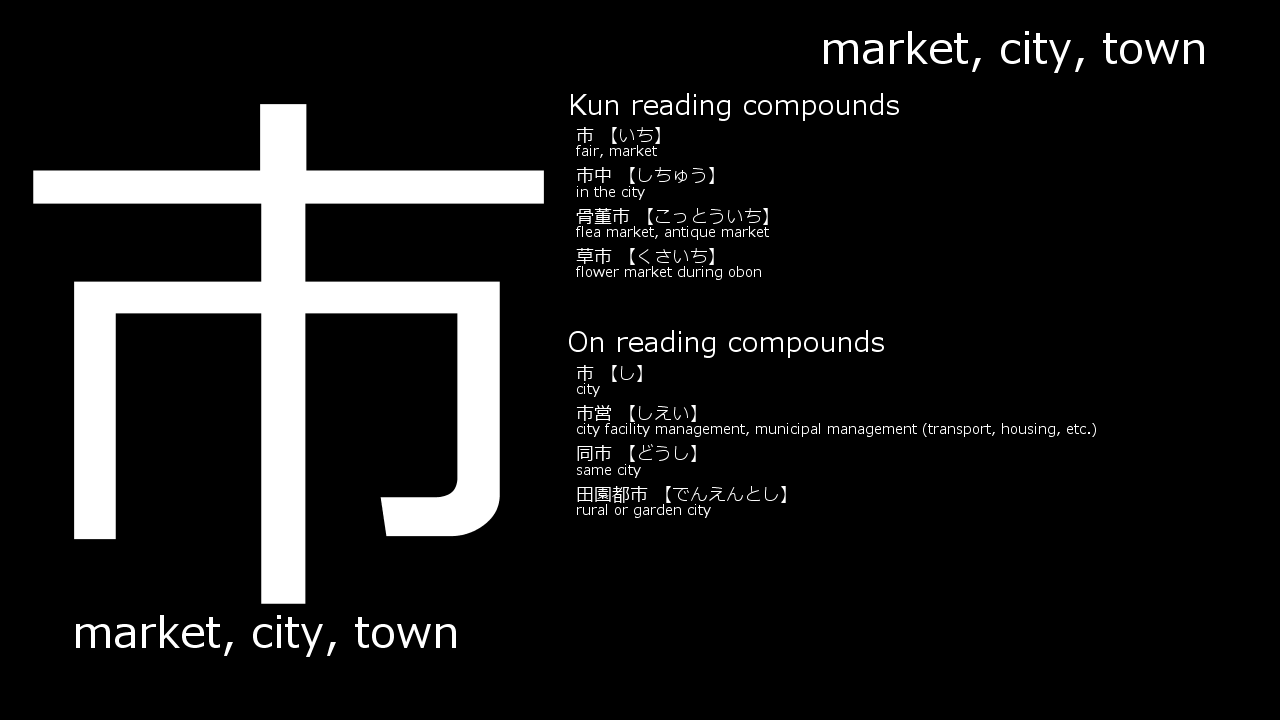 market, city, town
市
market, city, town
Kun reading compounds
市 【いち】
fair, market
市中 【しちゅう】
in the city
骨董市 【こっとういち】
flea market, antique market
草市 【くさいち】
flower market during obon
On reading compounds
市 【し】
city
市営 【しえい】
city facility management, municipal management (transport, housing, etc.)
同市 【どうし】
same city
田園都市 【でんえんとし】
rural or garden city